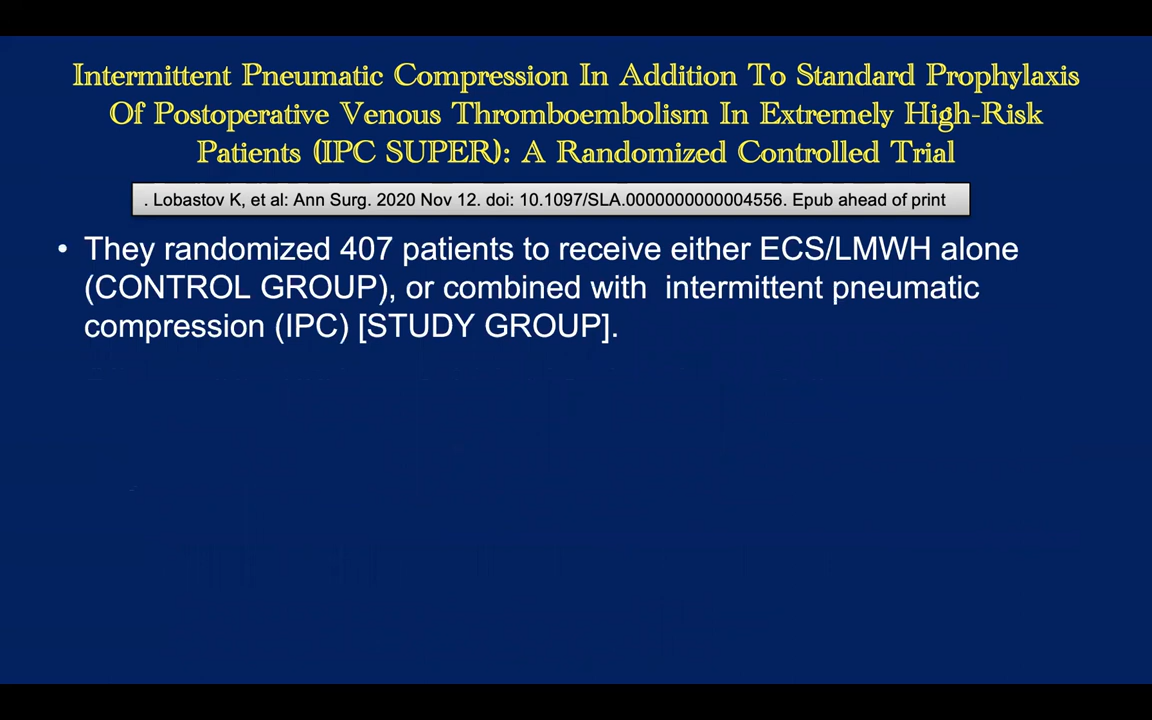 Intermittent Pneumatic Compression In Addition To Standard Prophylaxis
Of Postoperative Venous Thromboembolism In Extremely High-Risk
Patients (IPC SUPER): A Randomized Controlled Trial
. Lobastov K, et al: Ann Surg. 2020 Nov 12. doi: 10.1097/SLA.0000000000004556. Epub ahead of print
• They randomized 407 patients to receive either ECS/LMWH alone
(CONTROL GROUP), or combined with intermittent pneumatic
compression (IPC) [STUDY GROUP].